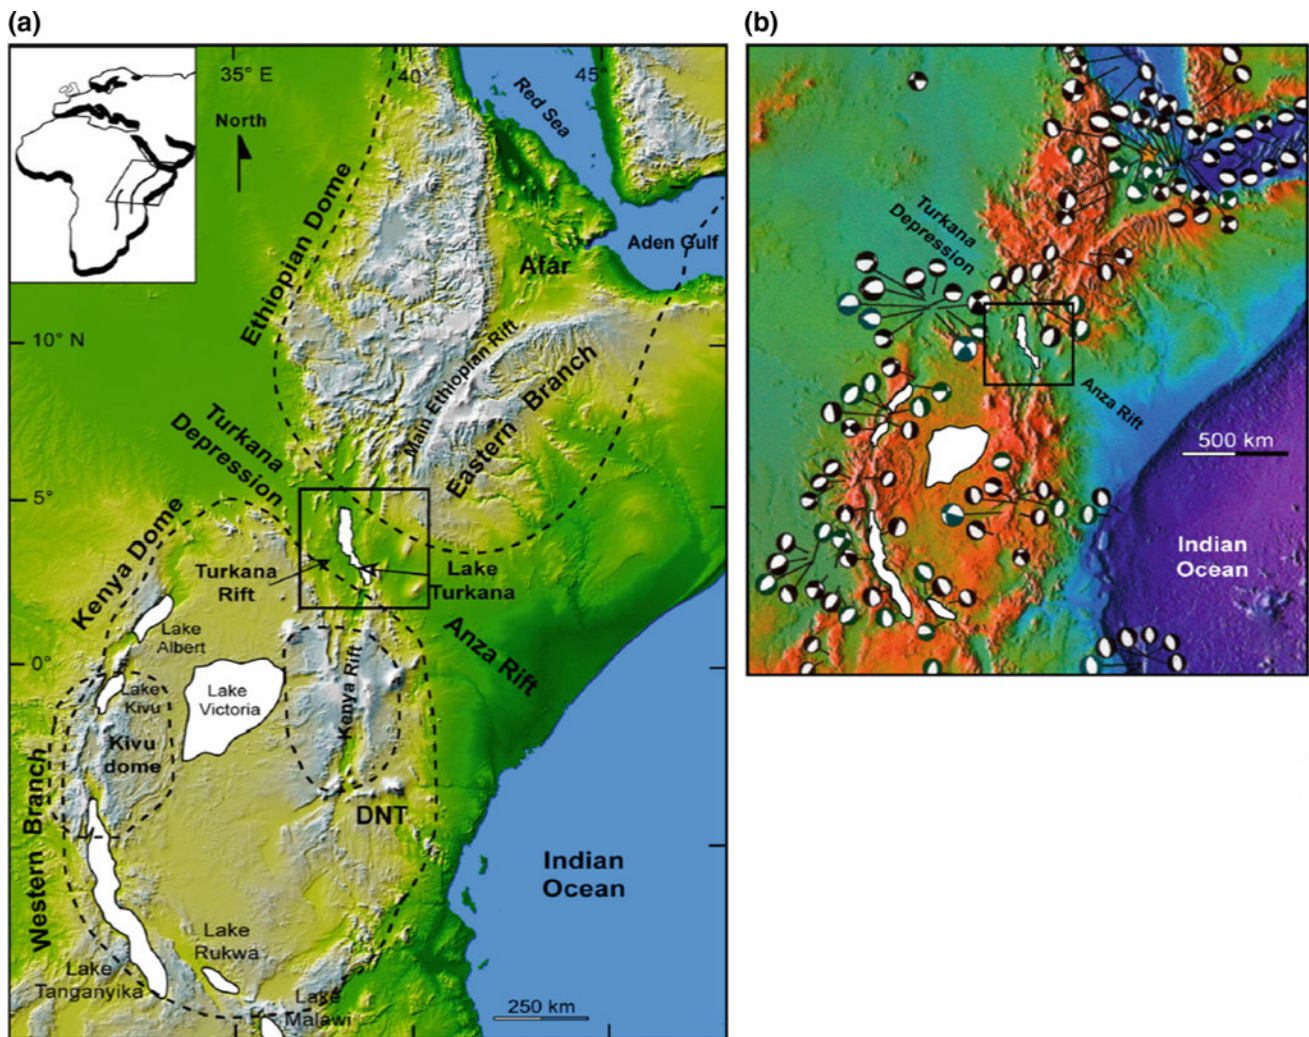 (a)
(b)
35° E
40°
45°
North
Red Sea
Ethiopian Dome
Aden Gulf
Afar
10° N
Main Ethiopian Rift
Eastern Branch
Turkana
Depression
5°
Kenya Dome
Turkana
Rift
Lake
Turkana
Lake
Albert
Anza Rift
0°
Lake
Kivu
Lake
Victoria
Kenya Rift
Kivu
dome
Western Branch
DNT
Indian
Ocean
Lake
Rukwa
Lake
Tanganyika
Lake
Malawi
250 km
Turkana
Depression
Anza Rift
500 km
Indian
Ocean